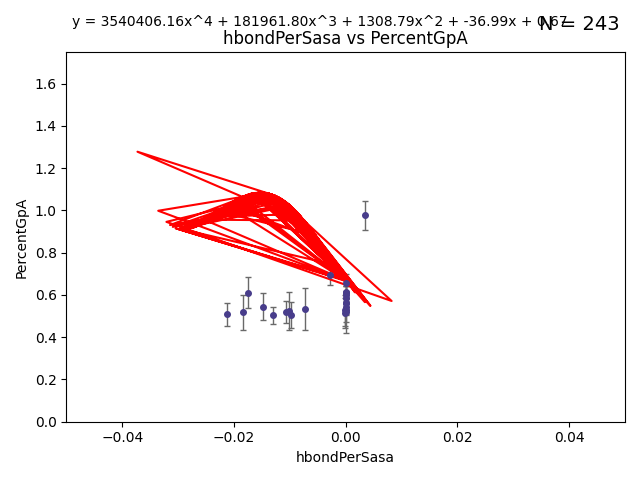 y = 3540406.16x^4 + 181961.80x^3 + 1308.79x^2 + -36.99x + 0.67
N = 243
hbondPerSasa vs PercentGpA
1.6
1.4
1.2
1.0
0.8
0.6
0.4
0.2
0.0
PercentGpA
−0.04 −0.02 0.00 0.02 0.04
hbondPerSasa